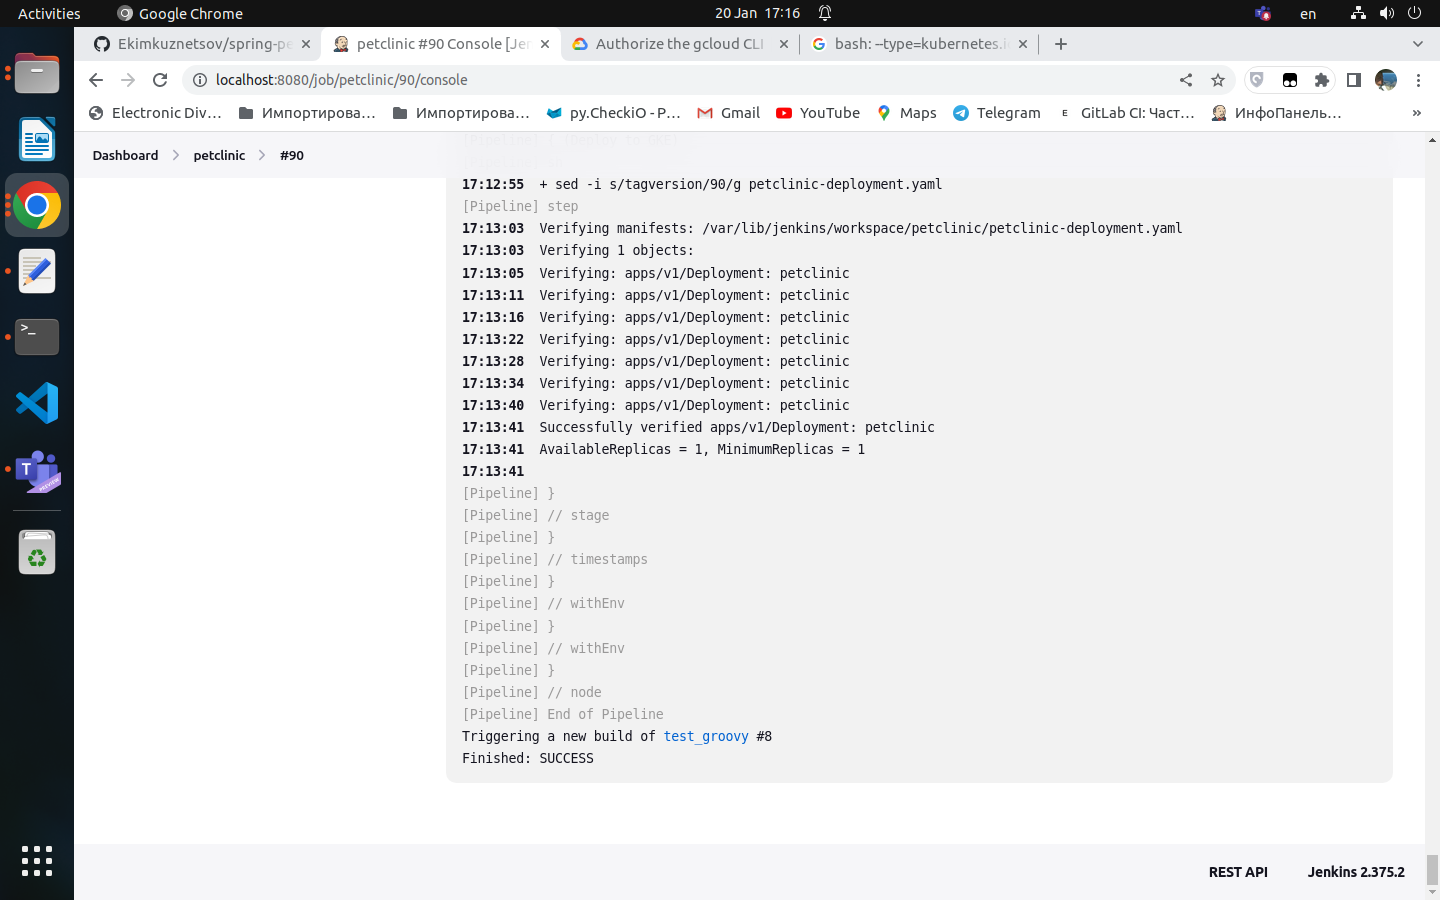 Activities Google Chrome 20 Jan 17:16 en
Ekimkuznetsov/spring-pe petclinic #90 Console [Jen Authorize the gcloud CLI bash: --type=kubernetes.i
localhost:8080/job/petclinic/90/console
Electronic Div... Импортирова... Импортирова... py.CheckiO - P... Gmail YouTube Maps Telegram E GitLab CI: Част... ИнфоПанель... »
Dashboard petclinic #90
17:12:55 + sed -i s/tagversion/90/g petclinic-deployment.yaml
[Pipeline] step
17:13:03 Verifying manifests: /var/lib/jenkins/workspace/petclinic/petclinic-deployment.yaml
17:13:03 Verifying 1 objects:
17:13:05 Verifying: apps/v1/Deployment: petclinic
17:13:11 Verifying: apps/v1/Deployment: petclinic
17:13:16 Verifying: apps/v1/Deployment: petclinic
17:13:22 Verifying: apps/v1/Deployment: petclinic
17:13:28 Verifying: apps/v1/Deployment: petclinic
17:13:34 Verifying: apps/v1/Deployment: petclinic
17:13:40 Verifying: apps/v1/Deployment: petclinic
17:13:41 Successfully verified apps/v1/Deployment: petclinic
17:13:41 AvailableReplicas = 1, MinimumReplicas = 1
17:13:41
[Pipeline] }
[Pipeline] // stage
[Pipeline] }
[Pipeline] // timestamps
[Pipeline] }
[Pipeline] // withEnv
[Pipeline] }
[Pipeline] // withEnv
[Pipeline] }
[Pipeline] // node
[Pipeline] End of Pipeline
Triggering a new build of test_groovy #8
Finished: SUCCESS
REST API Jenkins 2.375.2